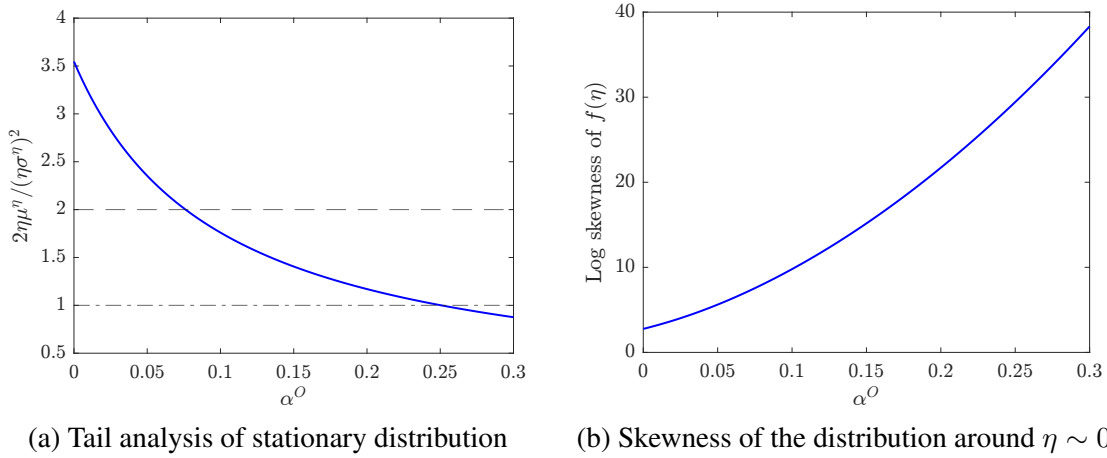 4
3.5
3
2.5
2
1.5
1
0.5
2ημ^η/(ησ^η)^2
0 0.05 0.1 0.15 0.2 0.25 0.3
α^O
(a) Tail analysis of stationary distribution
40
30
20
10
0
Log skewness of f(η)
0 0.05 0.1 0.15 0.2 0.25 0.3
α^O
(b) Skewness of the distribution around η ∼ 0